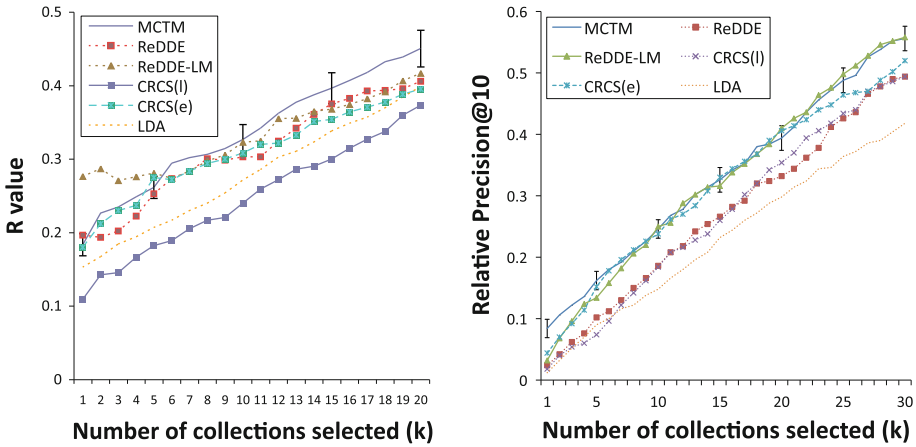 0.5
0.4
0.3
0.2
0.1
0
R value
MCTM
ReDDE
ReDDE-LM
CRCS(l)
CRCS(e)
LDA
1 2 3 4 5 6 7 8 9 10 11 12 13 14 15 16 17 18 19 20
Number of collections selected (k)
0.6
0.5
0.4
0.3
0.2
0.1
0
Relative Precision@10
MCTM ReDDE
ReDDE-LM CRCS(l)
CRCS(e) LDA
1 5 10 15 20 25 30
Number of collections selected (k)